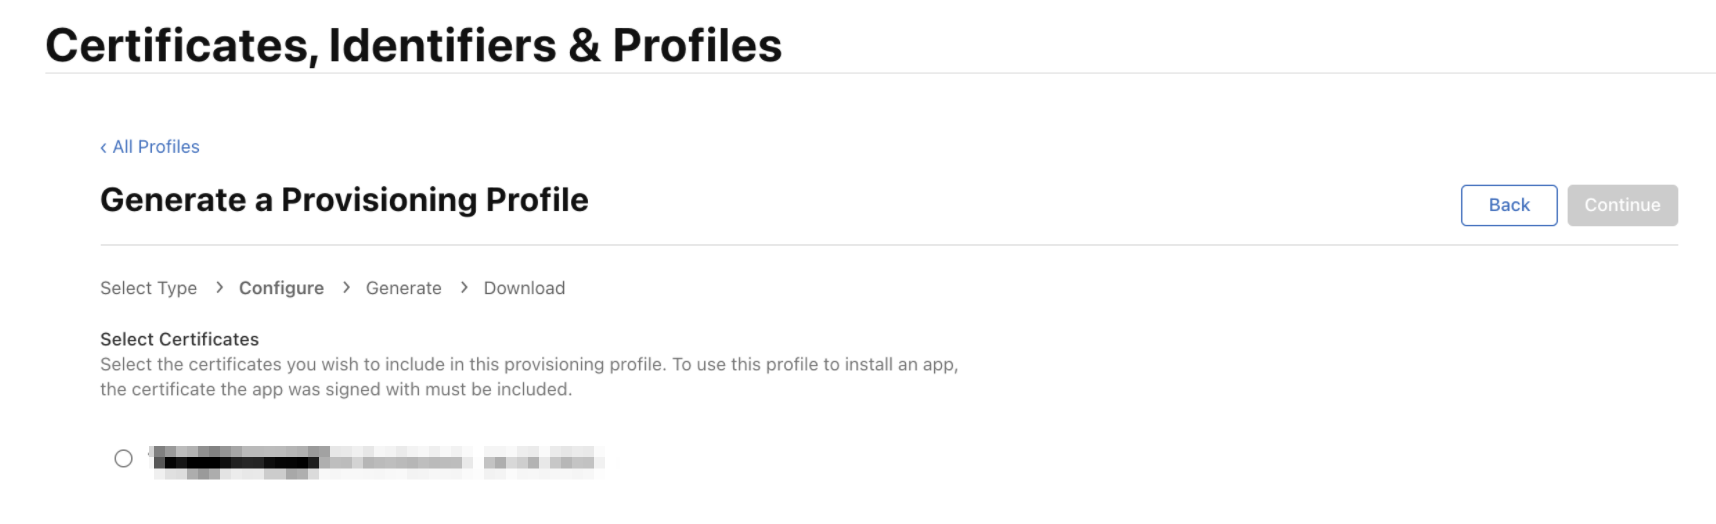 Certificates, Identifiers & Profiles
‹ All Profiles
Generate a Provisioning Profile
Back
Continue
Select Type > Configure > Generate > Download
Select Certificates
Select the certificates you wish to include in this provisioning profile. To use this profile to install an app,
the certificate the app was signed with must be included.